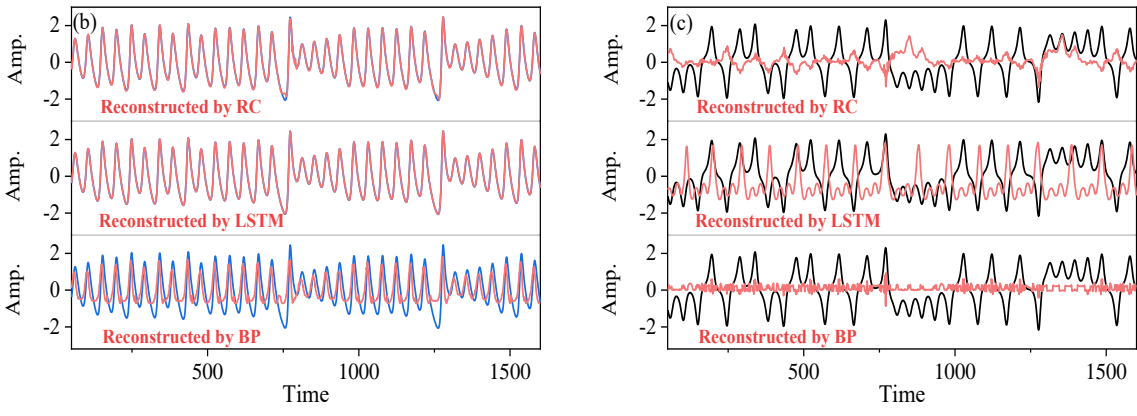 (b)
Amp.
2
0
-2
Reconstructed by RC
Amp.
2
0
-2
Reconstructed by LSTM
Amp.
2
0
-2
Reconstructed by BP
500
1000
1500
Time
(c)
Amp.
2
0
-2
Reconstructed by RC
Amp.
2
0
-2
Reconstructed by LSTM
Amp.
2
0
-2
Reconstructed by BP
500
1000
1500
Time